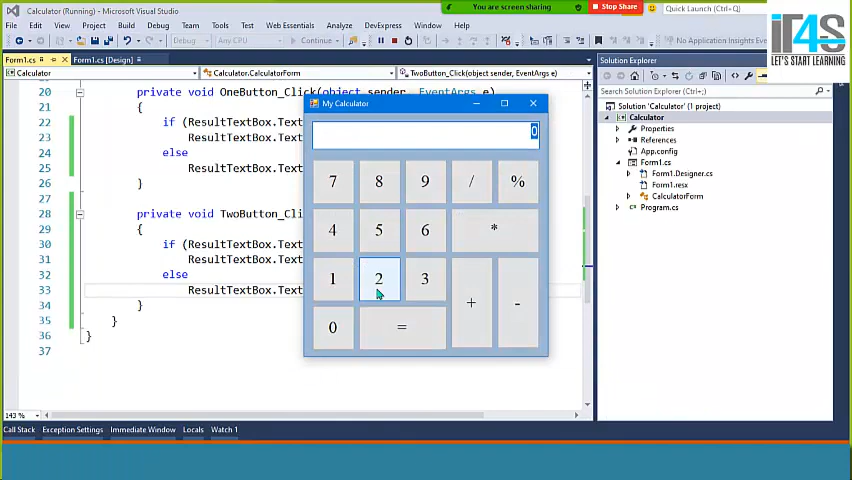 Calculator (Running) - Microsoft Visual Studio
You are screen sharing
Stop Share
Quick Launch (Ctrl+Q)
File Edit View Project Build Debug Team Tools Test Web Essentials Analyze DevExpress Window
Continue
No Application Insights Event
IT4S
LET'S START LEARNING
Form1.cs Form1.cs [Design]
Calculator Calculator.CalculatorForm TwoButton_Click(object sender, EventArgs e)
20 private void OneButton_Click(object sender, EventArgs e)
21 {
22 if (ResultTextBox.Text
23 ResultTextBox.Text
24 else
25 ResultTextBox.Text
26 }
27
28 private void TwoButton_Cli
29 {
30 if (ResultTextBox.Text
31 ResultTextBox.Text
32 else
33 ResultTextBox.Text
34 }
35 }
36 }
37
My Calculator
0
7 8 9 / %
4 5 6 *
1 2 3 + -
0 =
Solution Explorer
Search Solution Explorer (Ctrl+;)
Solution 'Calculator' (1 project)
Calculator
Properties
References
App.config
Form1.cs
Form1.Designer.cs
Form1.resx
CalculatorForm
Program.cs
143 %
Call Stack Exception Settings Immediate Window Locals Watch 1